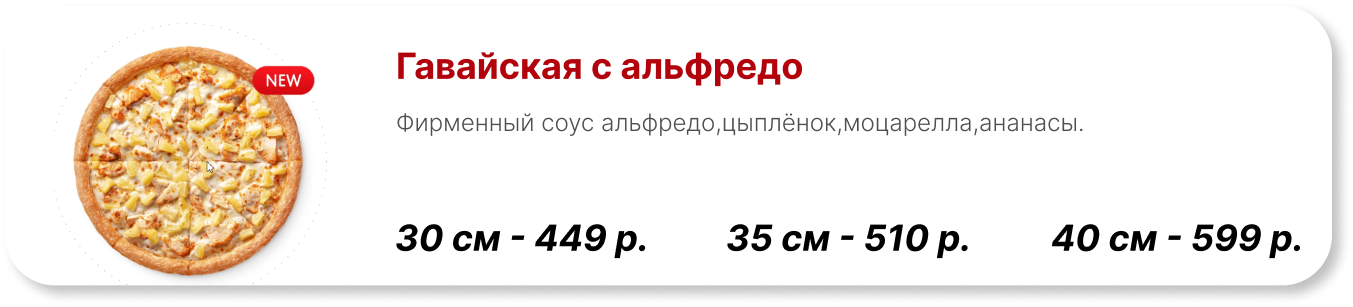 Гавайская с альфредо
NEW
Фирменный соус альфредо,цыплёнок,моцарелла,ананасы.
30 см - 449 р. 35 см - 510 р. 40 см - 599 р.